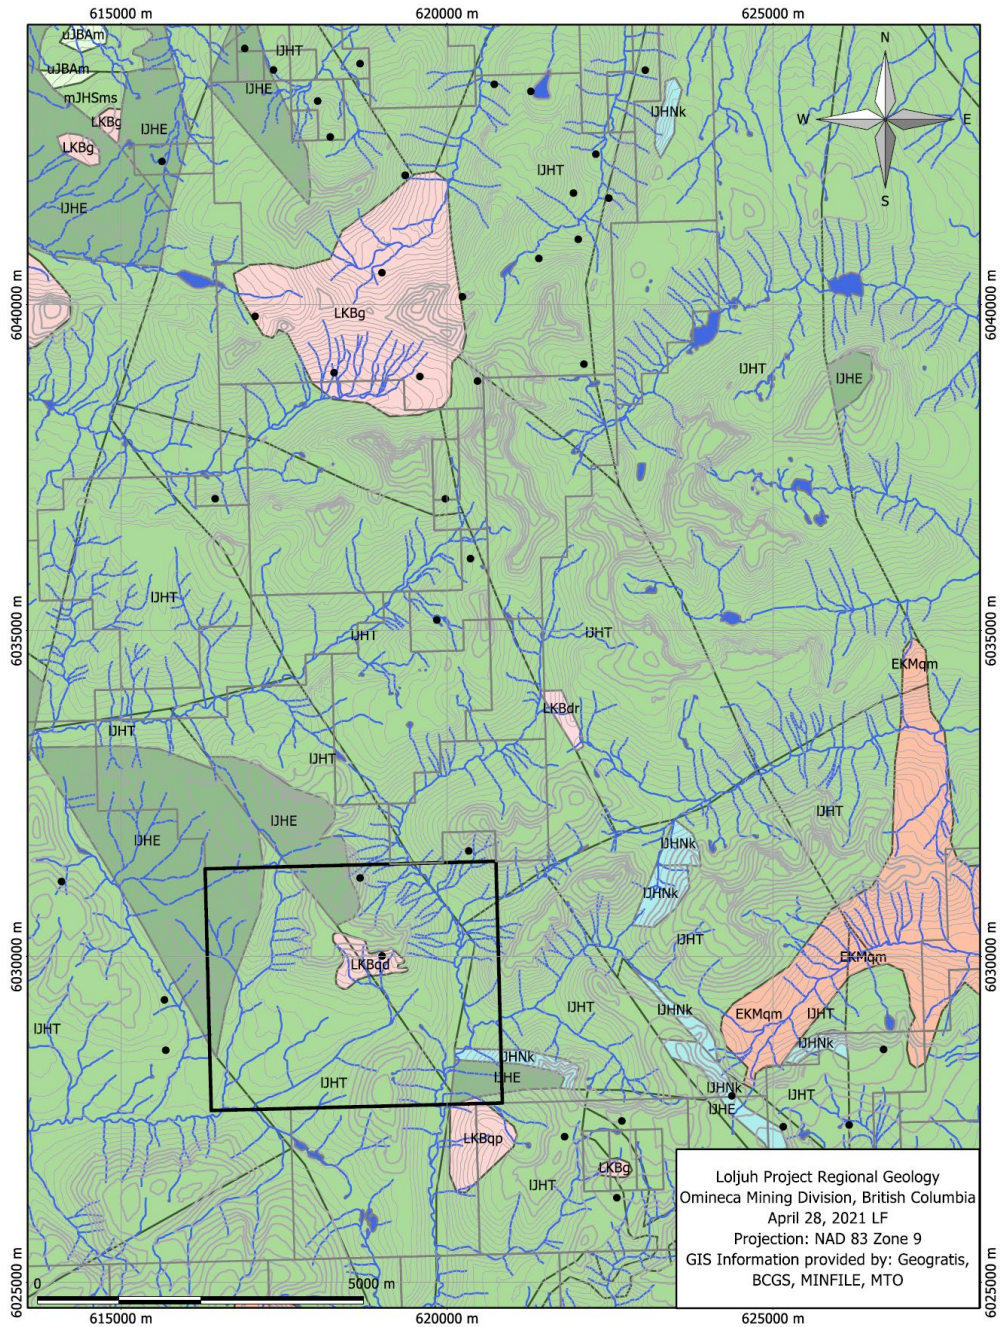 615000 m
620000 m
625000 m
uJBAm
lJHT
N
uJBAm
lJHE
mJHSms
LKBg
lJHE
lJHNk
W
E
LKBg
lJHT
S
lJHE
6040000 m
6040000 m
LKBg
lJHT
lJHE
lJHT
6035000 m
6035000 m
lJHT
lJHT
EKMqm
LKBdr
lJHT
lJHT
lJHT
lJHE
lJHE
lJHNk
lJHNk
lJHT
6030000 m
6030000 m
EKMqm
LKBqd
lJHT
lJHNk
EKMqm
lJHT
lJHT
lJHNk
lJHNk
lJHE
lJHT
lJHNk
lJHT
lJHE
LKBqp
LKBg
lJHT
Loljuh Project Regional Geology
Omineca Mining Division, British Columbia
April 28, 2021 LF
Projection: NAD 83 Zone 9
GIS Information provided by: Geogratis,
BCGS, MINFILE, MTO
6025000 m
6025000 m
0
5000 m
615000 m
620000 m
625000 m